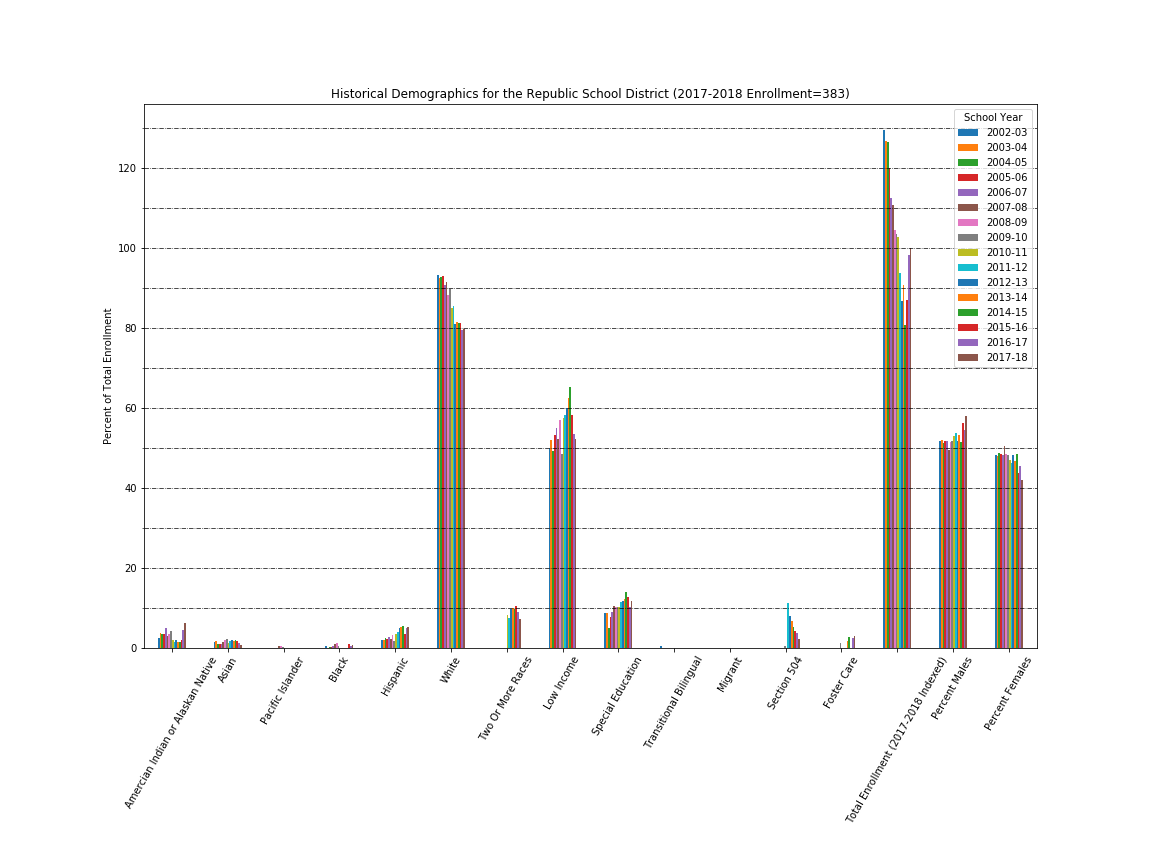 Historical Demographics for the Republic School District (2017-2018 Enrollment=383)
Percent of Total Enrollment
120
100
80
60
40
20
0
School Year
2002-03
2003-04
2004-05
2005-06
2006-07
2007-08
2008-09
2009-10
2010-11
2011-12
2012-13
2013-14
2014-15
2015-16
2016-17
2017-18
Amercian Indian or Alaskan Native
Asian
Pacific Islander
Black
Hispanic
White
Two Or More Races
Low Income
Special Education
Transitional Bilingual
Migrant
Section 504
Foster Care
Total Enrollment (2017-2018 Indexed)
Percent Males
Percent Females